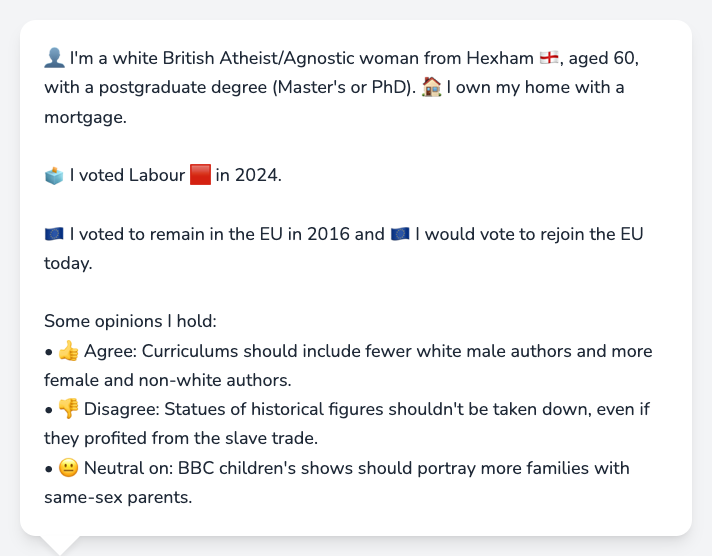 👤 I'm a white British Atheist/Agnostic woman from Hexham 🏴󠁧󠁢󠁥󠁮󠁧󠁿, aged 60,
with a postgraduate degree (Master's or PhD). 🏠 I own my home with a
mortgage.
🗳️ I voted Labour 🟥 in 2024.
🇪🇺 I voted to remain in the EU in 2016 and 🇪🇺 I would vote to rejoin the EU
today.
Some opinions I hold:
• 👍 Agree: Curriculums should include fewer white male authors and more
female and non-white authors.
• 👎 Disagree: Statues of historical figures shouldn't be taken down, even if
they profited from the slave trade.
• 😐 Neutral on: BBC children's shows should portray more families with
same-sex parents.